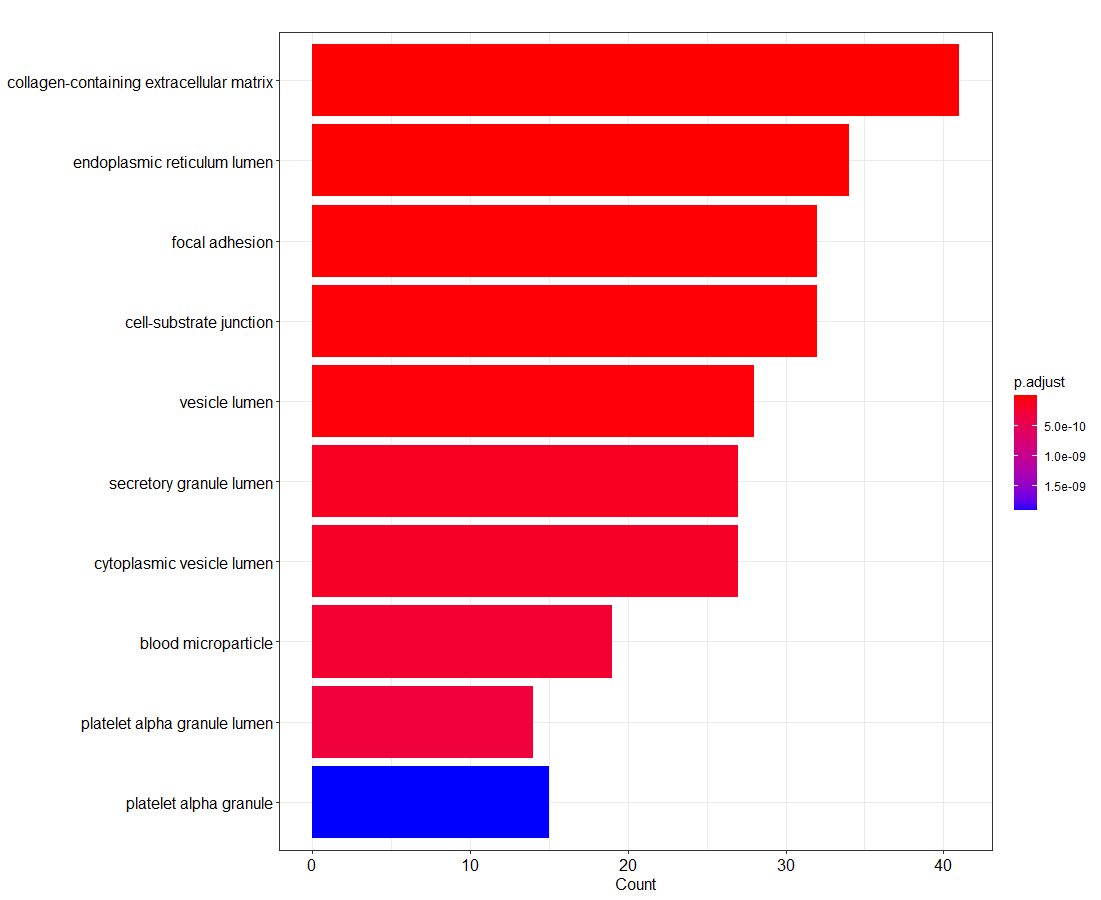 collagen-containing extracellular matrix
endoplasmic reticulum lumen
focal adhesion
cell-substrate junction
vesicle lumen
secretory granule lumen
cytoplasmic vesicle lumen
blood microparticle
platelet alpha granule lumen
platelet alpha granule
0 10 20 30 40
Count
p.adjust
5.0e-10
1.0e-09
1.5e-09